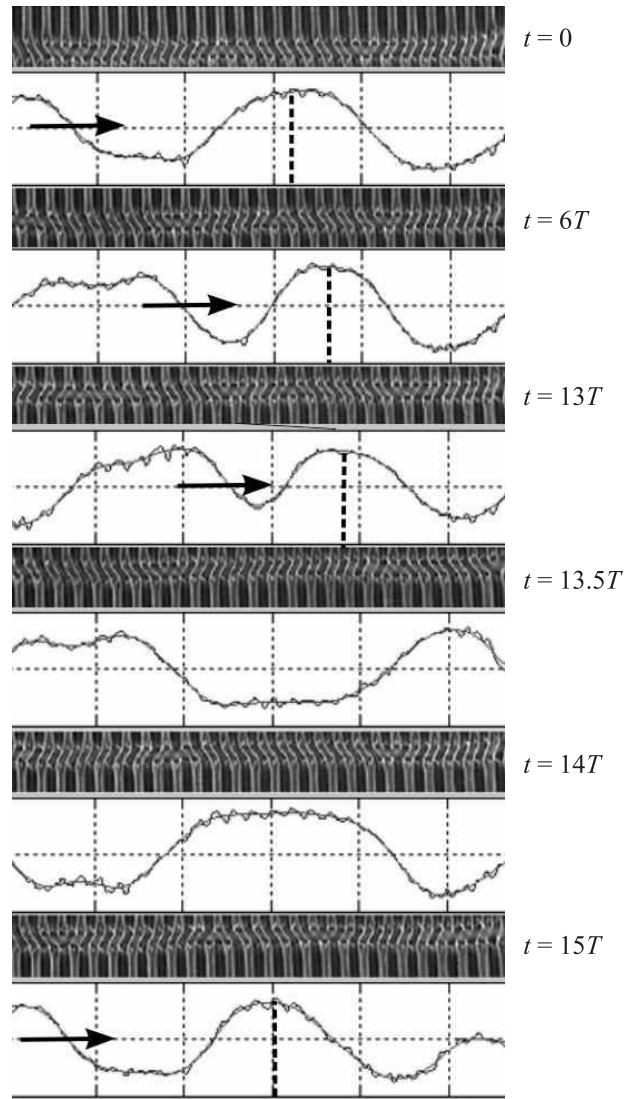 t = 0
t = 6T
t = 13T
t = 13.5T
t = 14T
t = 15T